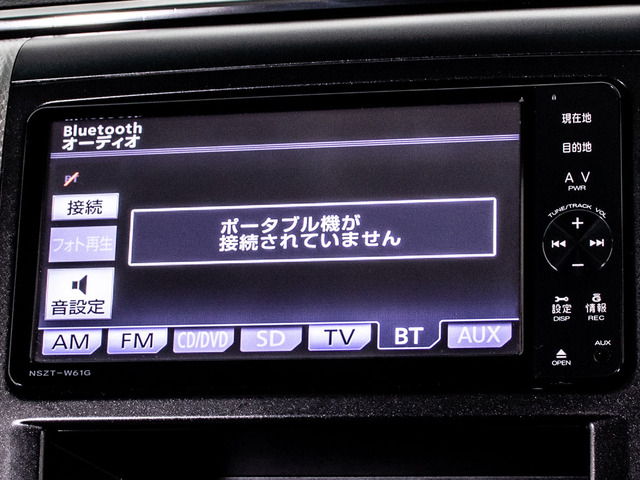 Bluetooth
オーディオ
BT
接続
フォト再生
音設定
ポータブル機が
接続されていません
AM FM CD/DVD SD TV BT AUX
NSZT-W61G
現在地
目的地
A V
PWR
TUNE/TRACK VOL
設定 情報
DISP REC
AUX
OPEN